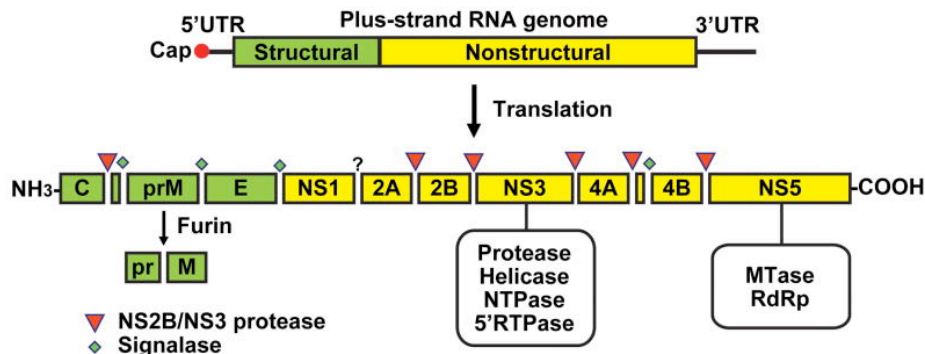 5'UTR Plus-strand RNA genome 3'UTR
Cap Structural Nonstructural
Translation
?
NH3- C prM E NS1 2A 2B NS3 4A 4B NS5 -COOH
Furin
pr M
Protease
Helicase
NTPase
5'RTPase
MTase
RdRp
NS2B/NS3 protease
Signalase